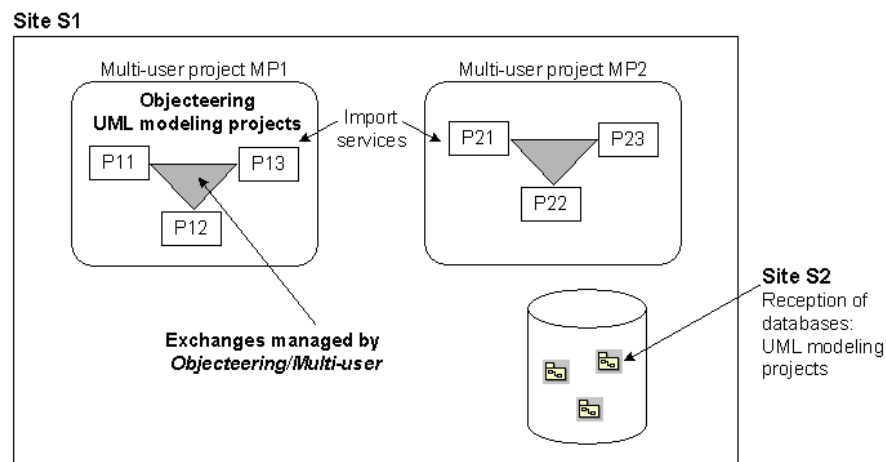 Site S1
Multi-user project MP1
Multi-user project MP2
Objecteering
UML modeling projects
Import
services
P11
P13
P12
P21
P23
P22
Exchanges managed by
Objecteering/Multi-user
Site S2
Reception of
databases:
UML modeling
projects